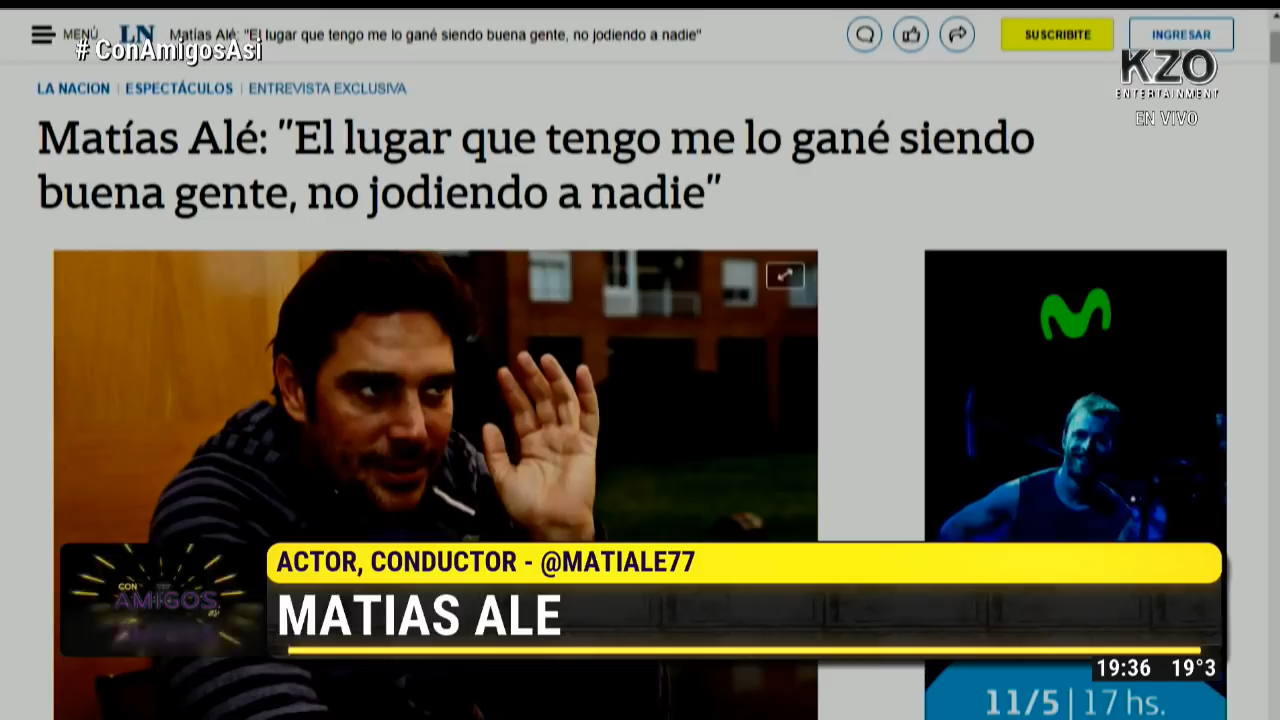 MENÚ LN Matías Alé: "El lugar que tengo me lo gané siendo buena gente, no jodiendo a nadie" SUSCRIBITE INGRESAR
#ConAmigosAsí
KZO
ENTERTAINMENT
EN VIVO
LA NACION | ESPECTÁCULOS | ENTREVISTA EXCLUSIVA
Matías Alé: "El lugar que tengo me lo gané siendo
buena gente, no jodiendo a nadie"
ACTOR, CONDUCTOR - @MATIALE77
CON
AMIGOS
así
MATIAS ALE
19:36 19°3
11/5 | 17 hs.